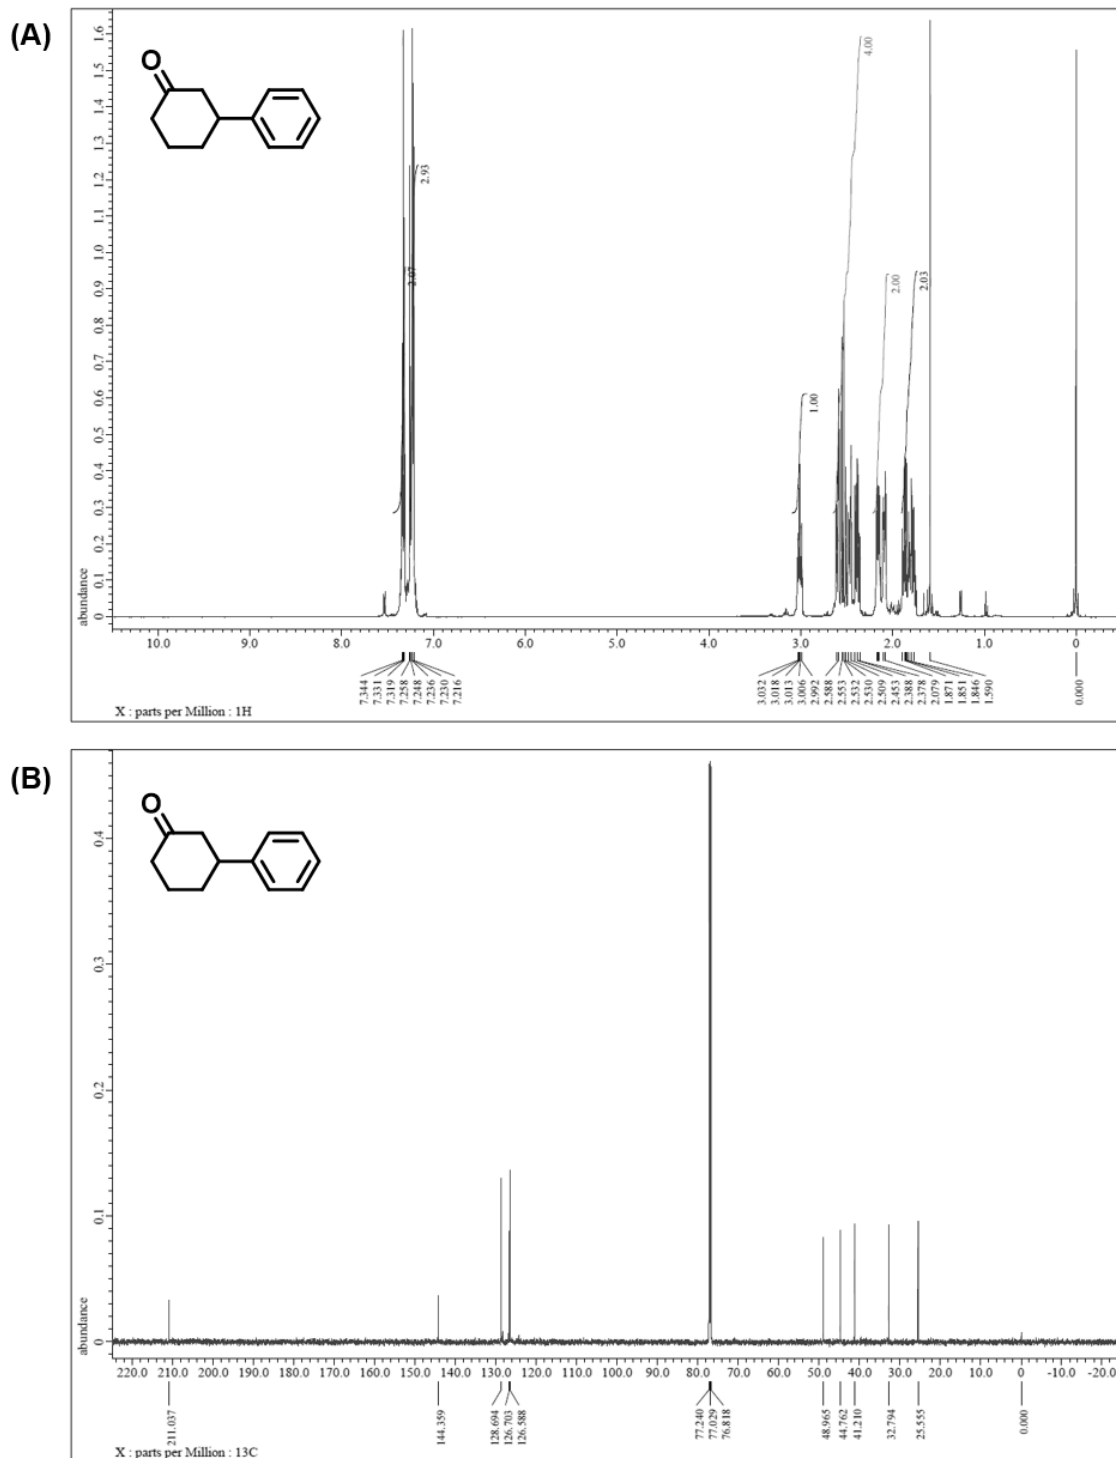 (A)
O
abundance
0 0.1 0.2 0.3 0.4 0.5 0.6 0.7 0.8 0.9 1.0 1.1 1.2 1.3 1.4 1.5 1.6
2.07
2.93
1.00
4.00
2.00
2.03
10.0 9.0 8.0 7.0 6.0 5.0 4.0 3.0 2.0 1.0 0
7.344 7.331 7.319 7.258 7.248 7.236 7.230 7.216 3.032 3.018 3.013 3.006 2.992 2.588 2.553 2.532 2.530 2.509 2.453 2.388 2.378 2.079 1.871 1.851 1.846 1.590 0.000
X : parts per Million : 1H
(B)
O
abundance
0 0.1 0.2 0.3 0.4
220.0 210.0 200.0 190.0 180.0 170.0 160.0 150.0 140.0 130.0 120.0 110.0 100.0 90.0 80.0 70.0 60.0 50.0 40.0 30.0 20.0 10.0 0 -10.0 -20.0
211.037 144.359 128.694 126.703 126.588 77.240 77.029 76.818 48.965 44.762 41.210 32.794 25.555 0.000
X : parts per Million : 13C